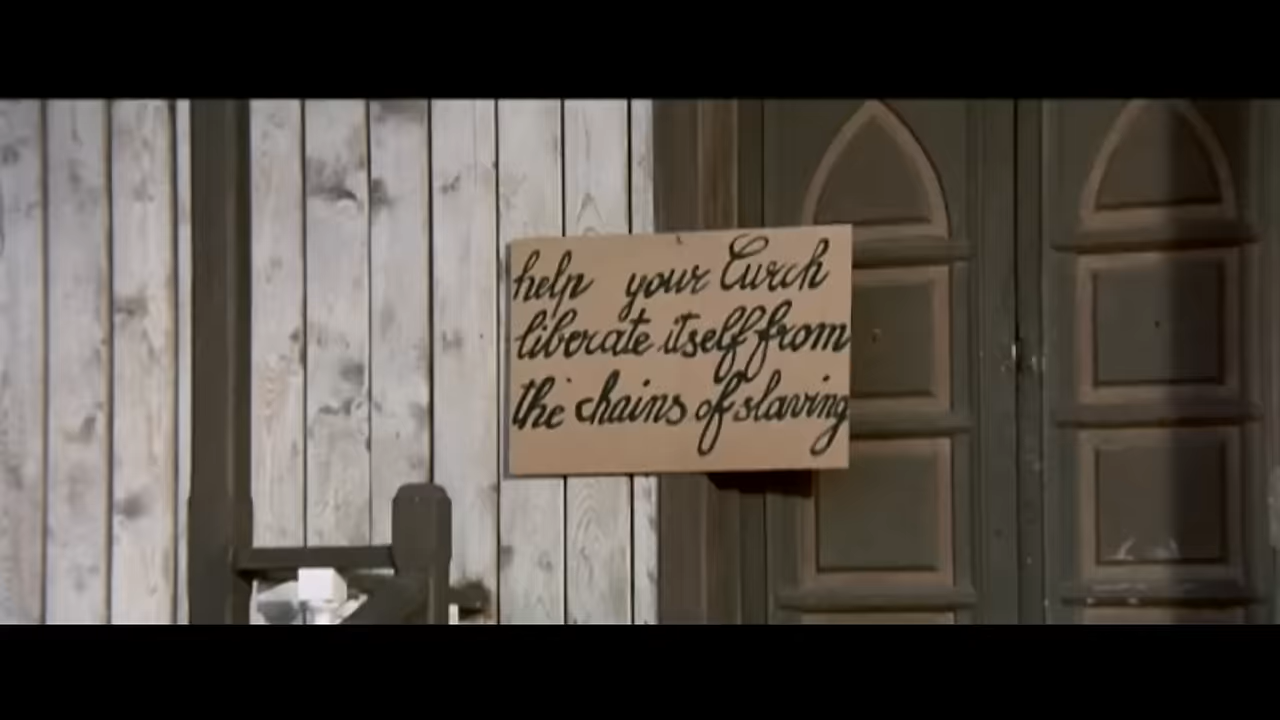 help your Curch
liberate itself from
the chains of slaving